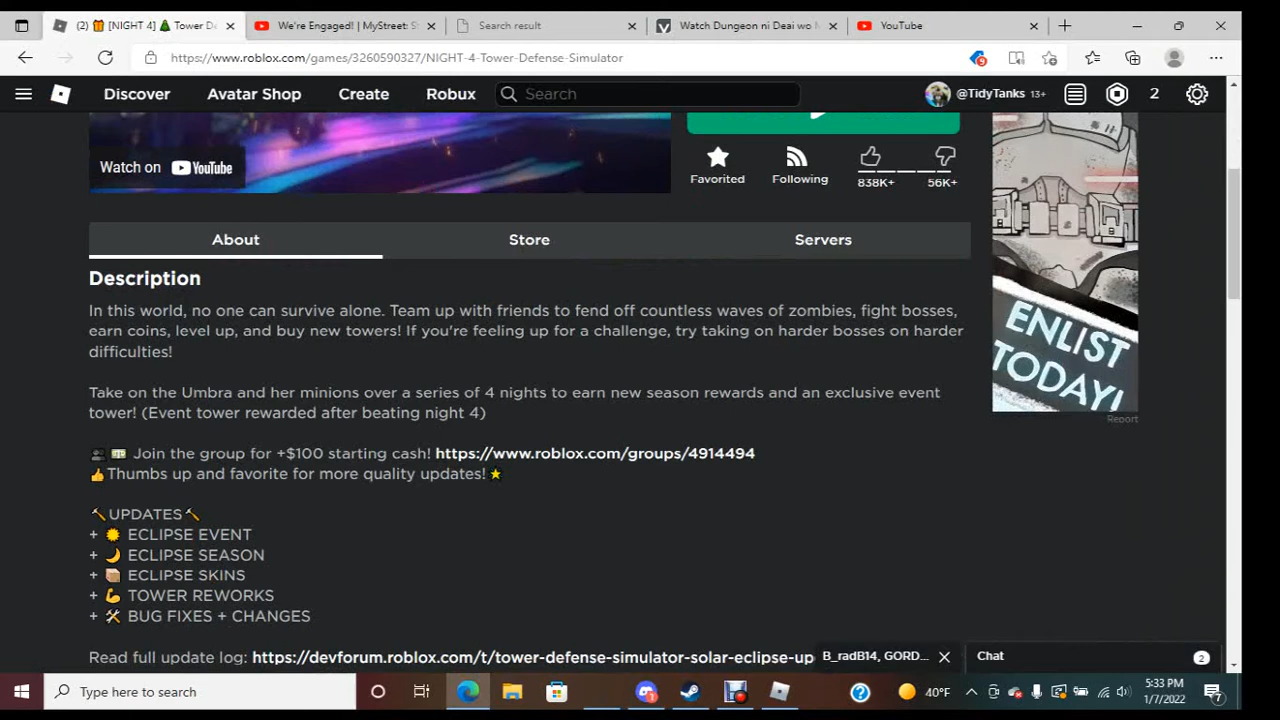 (2) 🎁 [NIGHT 4] 🎄 Tower De
We're Engaged! | MyStreet: S
Search result
Watch Dungeon ni Deai wo M
YouTube
https://www.roblox.com/games/3260590327/NIGHT-4-Tower-Defense-Simulator
9
Discover
Avatar Shop
Create
Robux
Search
@TidyTanks 13+
2
Watch on YouTube
Favorited
Following
838K+
56K+
About
Store
Servers
Description
In this world, no one can survive alone. Team up with friends to fend off countless waves of zombies, fight bosses,
earn coins, level up, and buy new towers! If you're feeling up for a challenge, try taking on harder bosses on harder
difficulties!
Take on the Umbra and her minions over a series of 4 nights to earn new season rewards and an exclusive event
tower! (Event tower rewarded after beating night 4)
👥 💵 Join the group for +$100 starting cash! https://www.roblox.com/groups/4914494
👍Thumbs up and favorite for more quality updates!⭐
🔨UPDATES🔨
+ ☀️ ECLIPSE EVENT
+ 🌙 ECLIPSE SEASON
+ 📦 ECLIPSE SKINS
+ 💪 TOWER REWORKS
+ 🛠️ BUG FIXES + CHANGES
Read full update log: https://devforum.roblox.com/t/tower-defense-simulator-solar-eclipse-up
ENLIST
TODAY!
Report
B_radB14, GORD...
Chat
2
Type here to search
1
40°F
5:33 PM
1/7/2022
7